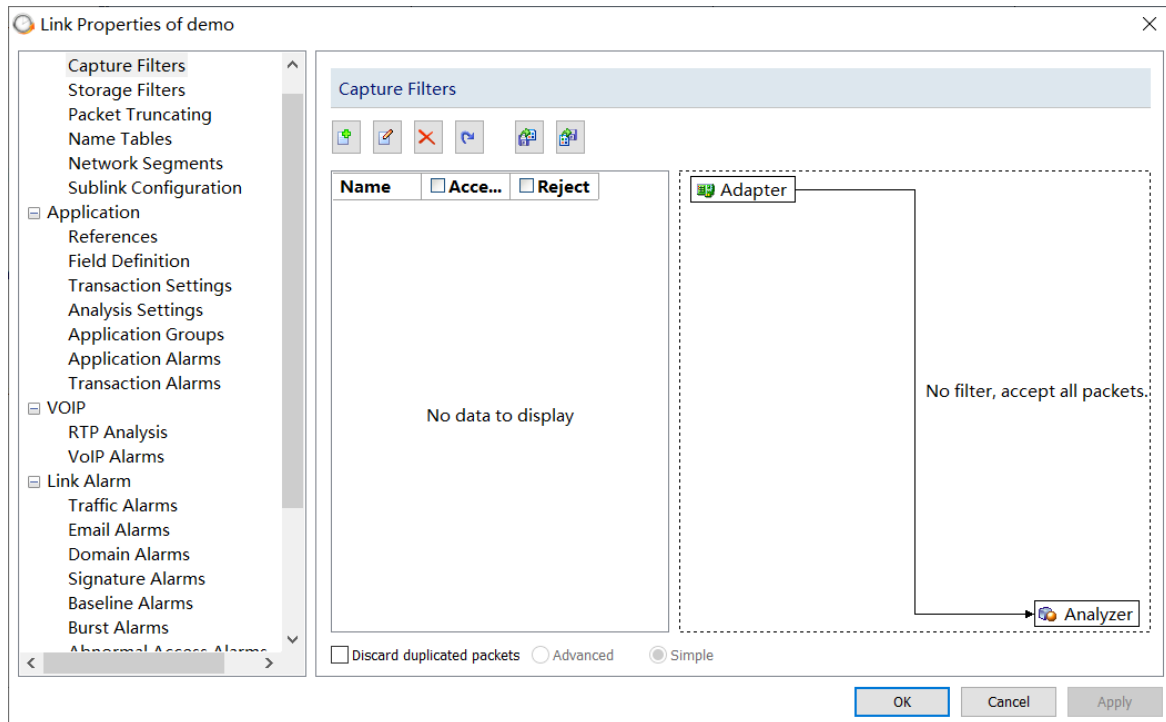 Link Properties of demo
Capture Filters
Storage Filters
Packet Truncating
Name Tables
Network Segments
Sublink Configuration
Application
References
Field Definition
Transaction Settings
Analysis Settings
Application Groups
Application Alarms
Transaction Alarms
VOIP
RTP Analysis
VoIP Alarms
Link Alarm
Traffic Alarms
Email Alarms
Domain Alarms
Signature Alarms
Baseline Alarms
Burst Alarms
Abnormal Access Alarms
Capture Filters
Name Acce... Reject
No data to display
Adapter
No filter, accept all packets.
Analyzer
Discard duplicated packets Advanced Simple
OK Cancel Apply